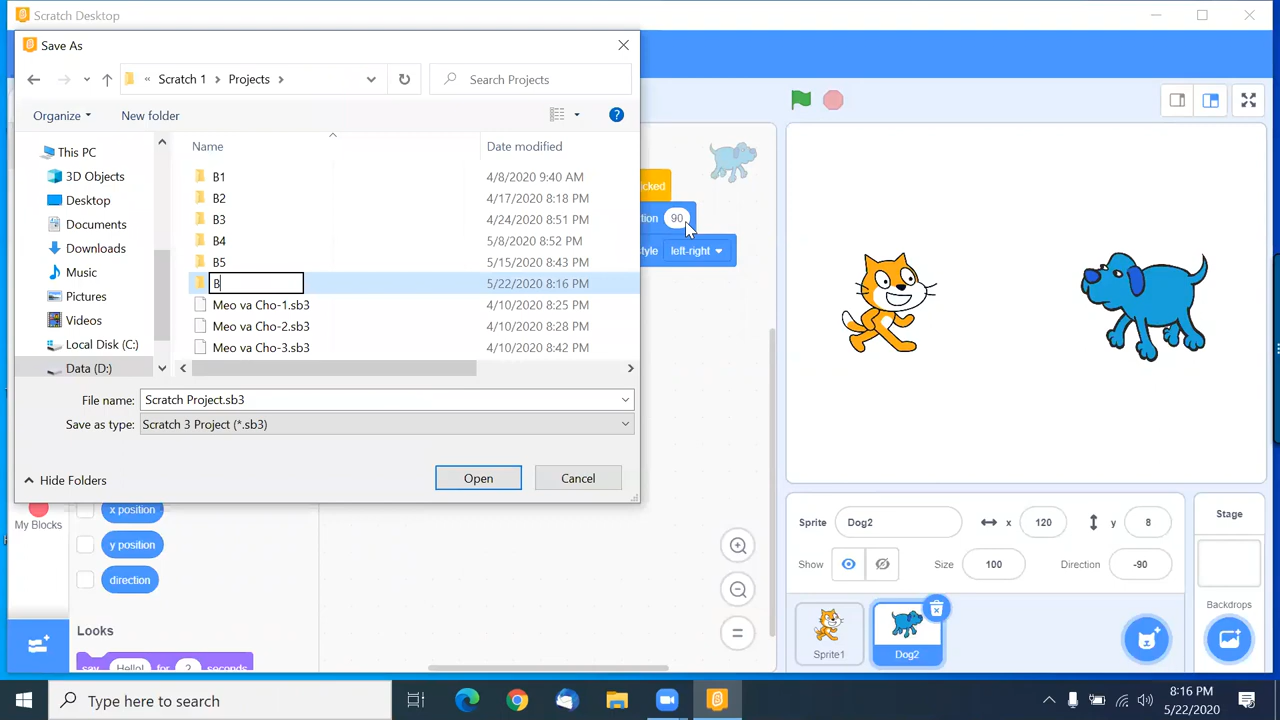 Scratch Desktop
Save As
« Scratch 1 > Projects >
Search Projects
Organize
New folder
?
Name
Date modified
This PC
3D Objects
Desktop
Documents
Downloads
Music
Pictures
Videos
Local Disk (C:)
Data (D:)
B1 4/8/2020 9:40 AM
B2 4/17/2020 8:18 PM
B3 4/24/2020 8:51 PM
B4 5/8/2020 8:52 PM
B5 5/15/2020 8:43 PM
B 5/22/2020 8:16 PM
Meo va Cho-1.sb3 4/10/2020 8:25 PM
Meo va Cho-2.sb3 4/10/2020 8:28 PM
Meo va Cho-3.sb3 4/10/2020 8:42 PM
File name: Scratch Project.sb3
Save as type: Scratch 3 Project (*.sb3)
Hide Folders
Open
Cancel
icked
tion 90
tyle left-right
My Blocks
x position
y position
direction
Looks
say Hello! for 2 seconds
Sprite Dog2 x 120 y 8
Show Size 100 Direction -90
Sprite1
Dog2
Stage
Backdrops
Type here to search
8:16 PM
5/22/2020